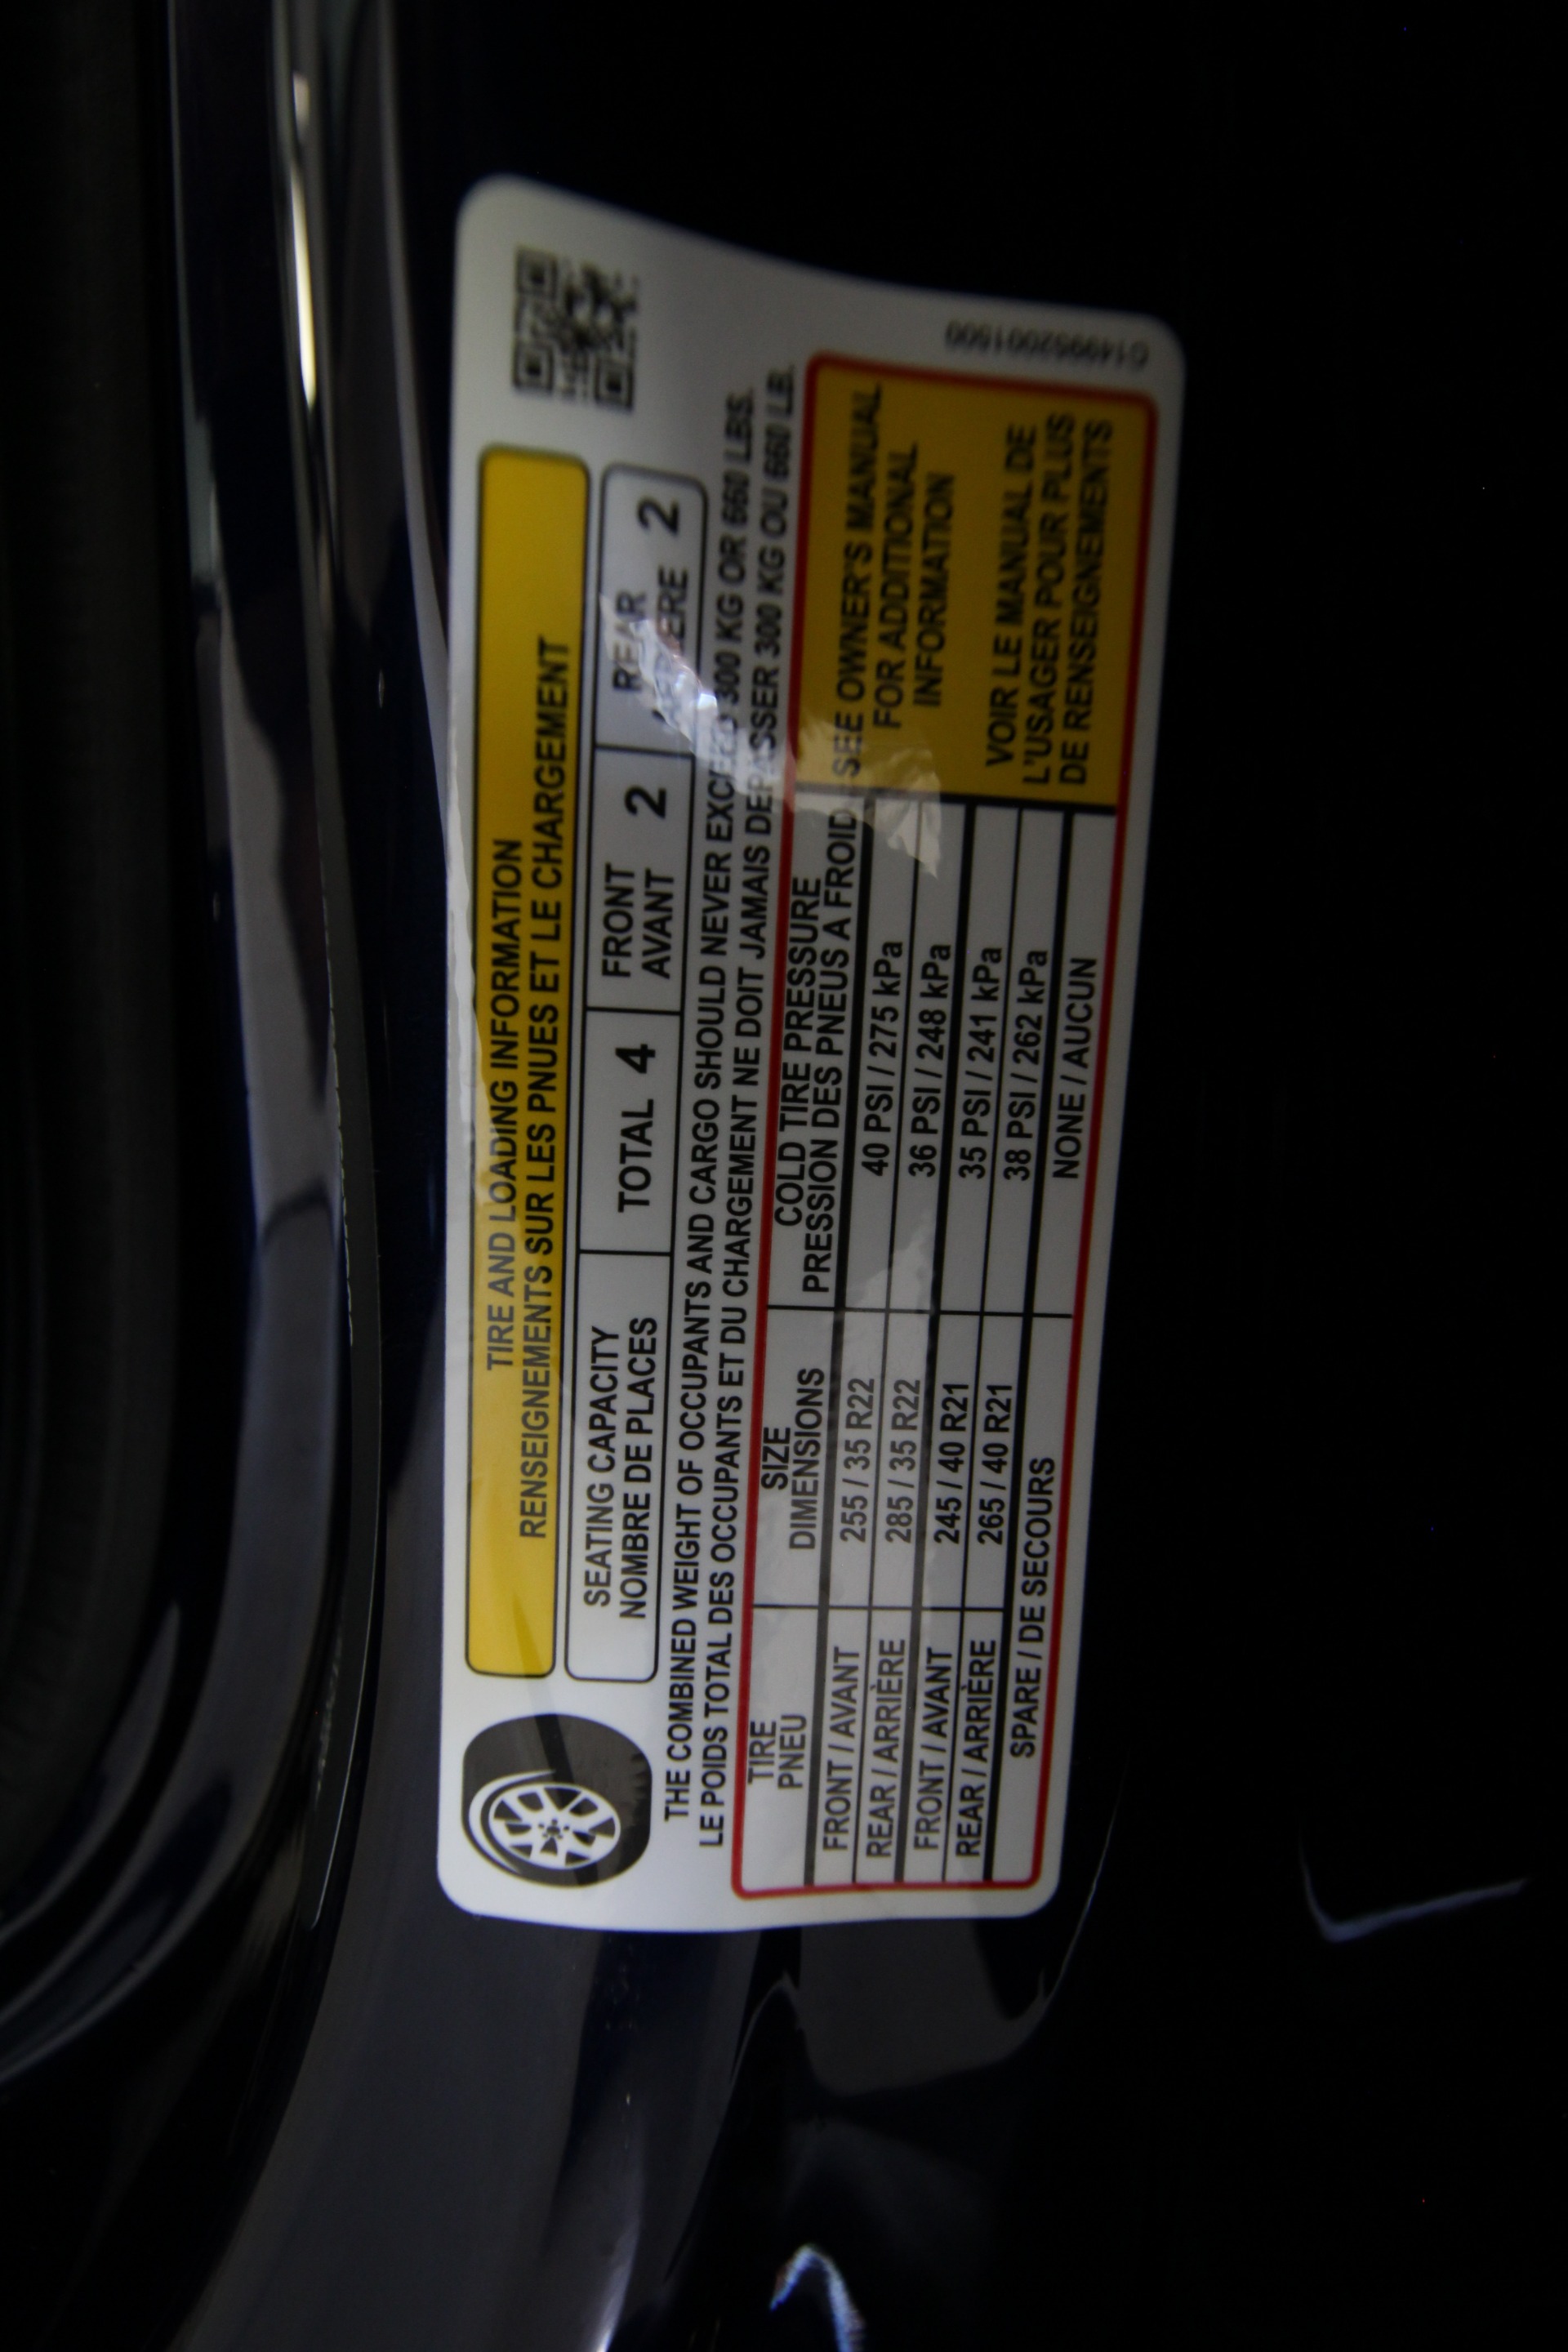 TIRE AND LOADING INFORMATION
RENSEIGNEMENTS SUR LES PNUES ET LE CHARGEMENT
SEATING CAPACITY
NOMBRE DE PLACES
TOTAL 4
FRONT
AVANT
2
REAR
2
THE COMBINED WEIGHT OF OCCUPANTS AND CARGO SHOULD NEVER EXCEED 300 KG OR 660 LBS.
LE POIDS TOTAL DES OCCUPANTS ET DU CHARGEMENT NE DOIT JAMAIS DEPASSER 300 KG OU 660 LB.
TIRE
PNEU
SIZE
DIMENSIONS
COLD TIRE PRESSURE
PRESSION DES PNEUS A FROID
FRONT / AVANT 255 / 35 R22 40 PSI / 275 kPa
REAR / ARRIÈRE 285 / 35 R22 36 PSI / 248 kPa
FRONT / AVANT 245 / 40 R21 35 PSI / 241 kPa
REAR / ARRIÈRE 265 / 40 R21 38 PSI / 262 kPa
SPARE / DE SECOURS NONE / AUCUN
SEE OWNER'S MANUAL
FOR ADDITIONAL
INFORMATION
VOIR LE MANUAL DE
L'USAGER POUR PLUS
DE RENSEIGNEMENTS